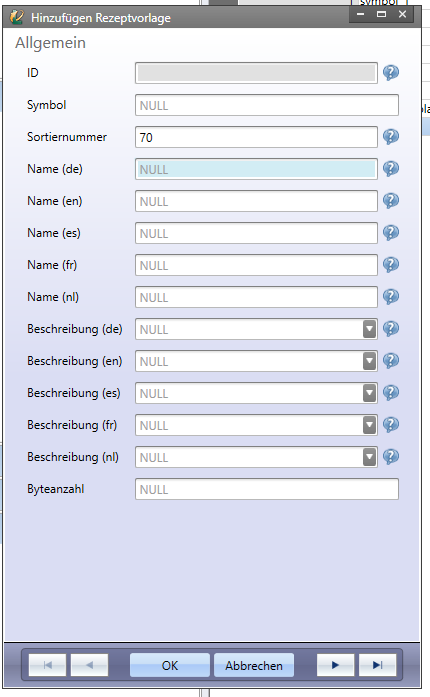 symbol
Hinzufügen Rezeptvorlage
Allgemein
ID
Symbol NULL
Sortiernummer 70
Name (de) NULL
Name (en) NULL
Name (es) NULL
Name (fr) NULL
Name (nl) NULL
Beschreibung (de) NULL
Beschreibung (en) NULL
Beschreibung (es) NULL
Beschreibung (fr) NULL
Beschreibung (nl) NULL
Byteanzahl NULL
OK Abbrechen